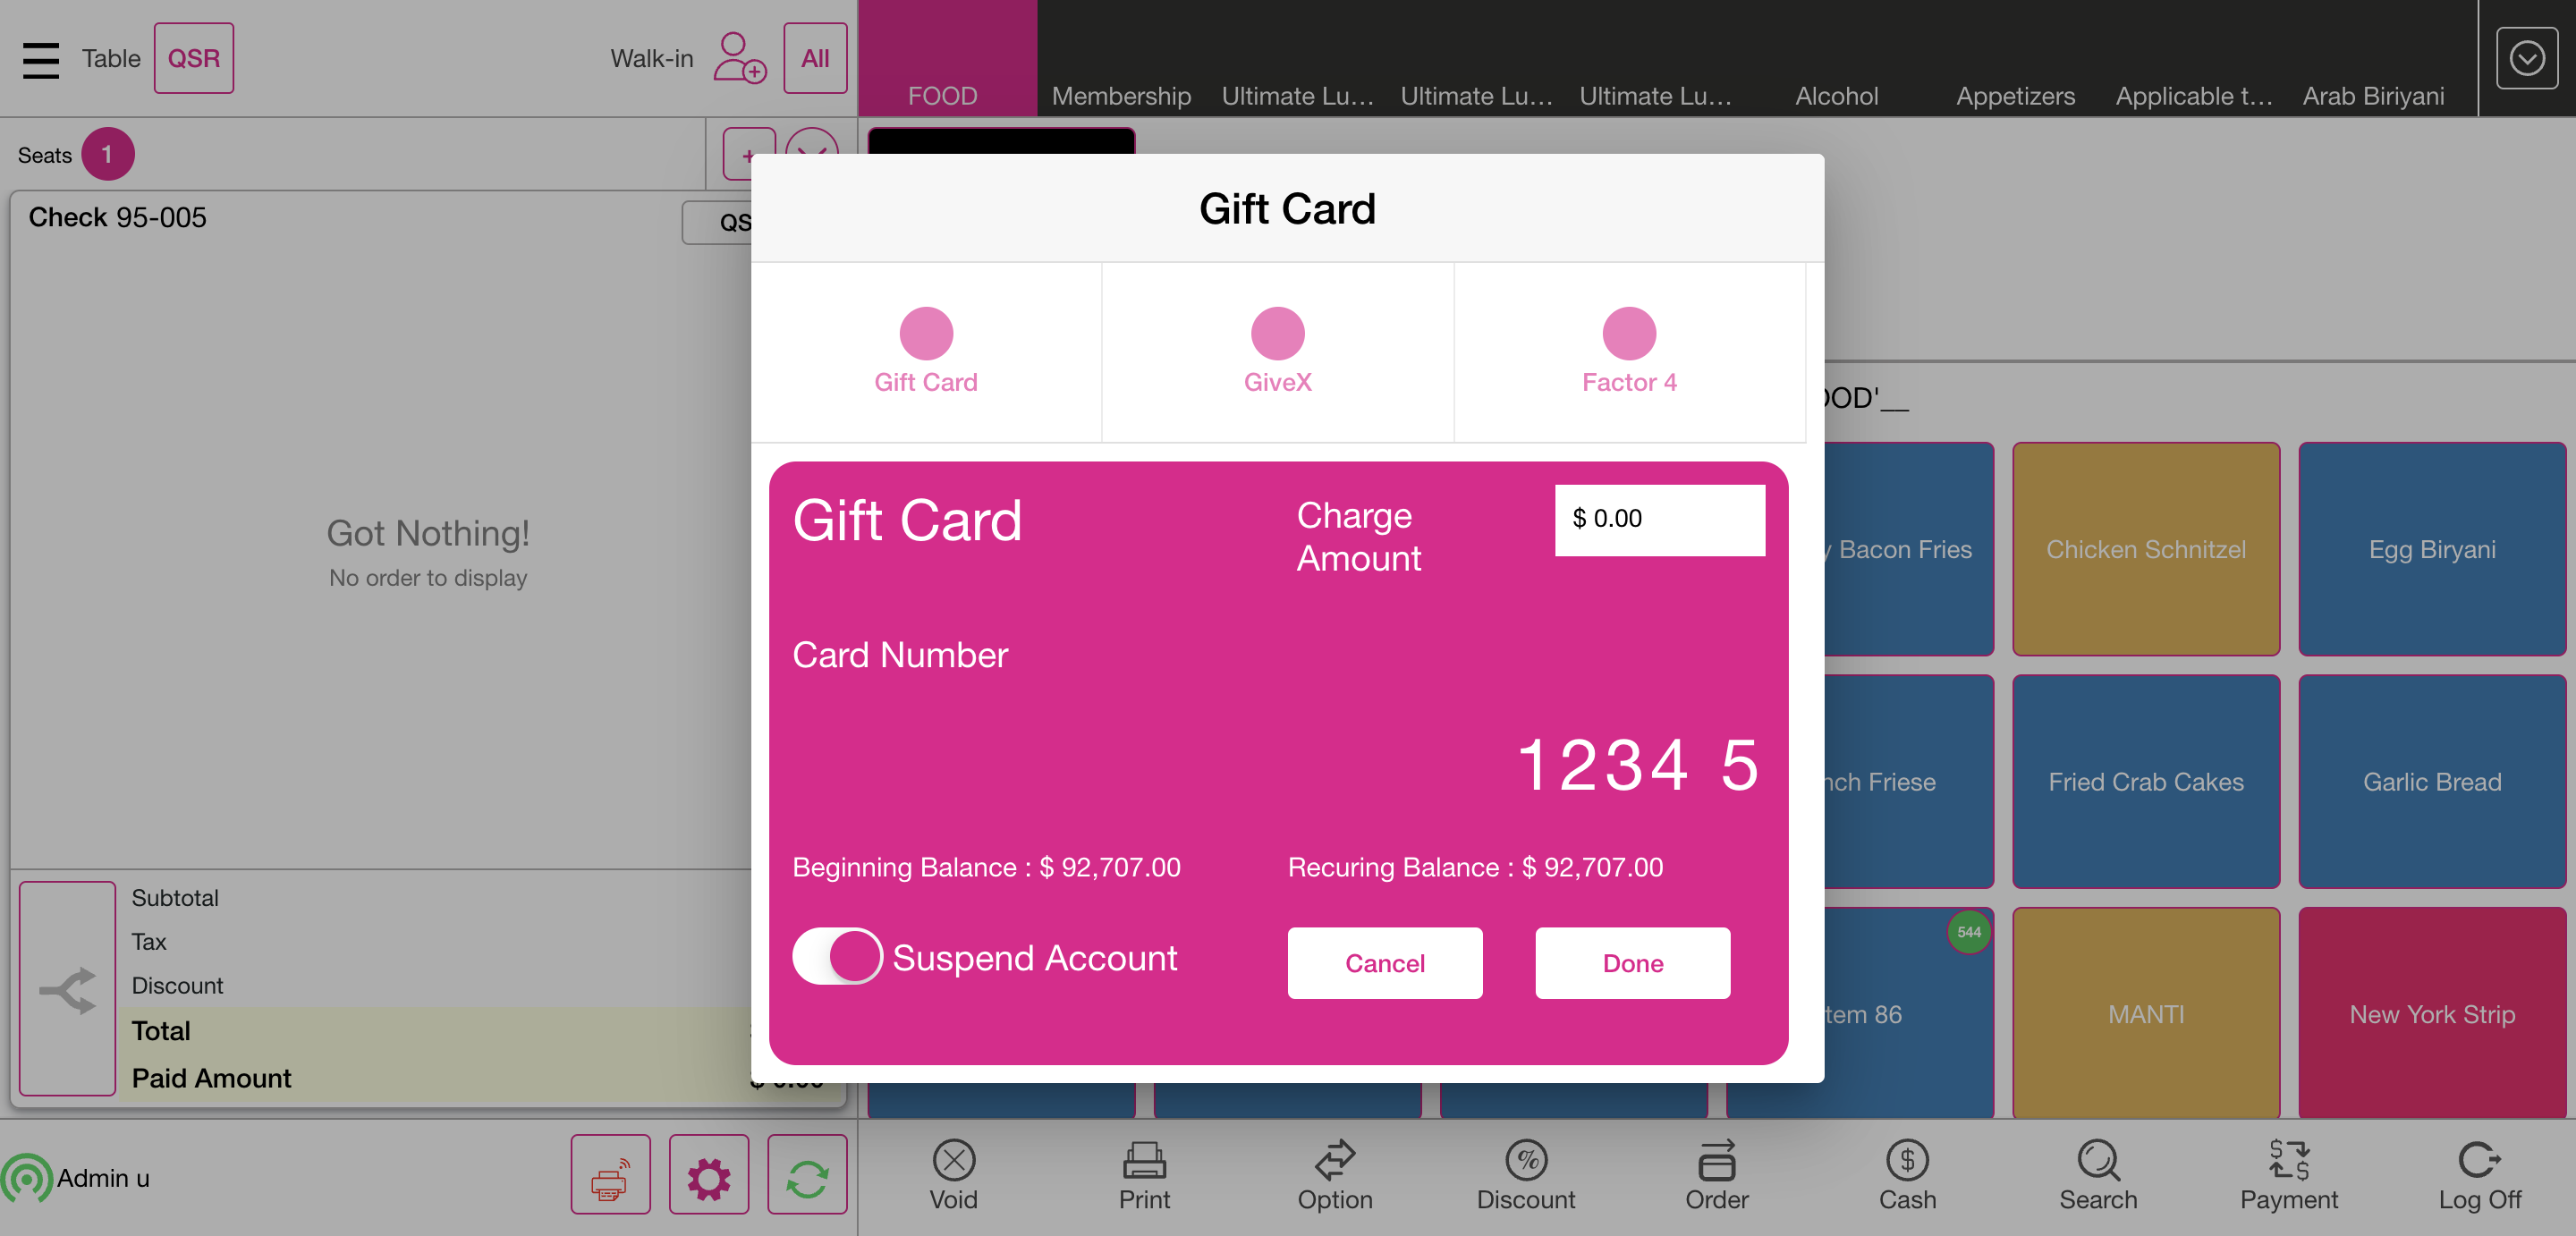 Table QSR
Walk-in All
FOOD
Membership
Ultimate Lu...
Ultimate Lu...
Ultimate Lu...
Alcohol
Appetizers
Applicable t...
Arab Biriyani
Seats 1
+
Check 95-005
QS
Got Nothing!
No order to display
Subtotal
Tax
Discount
Total
Paid Amount
Admin u
Gift Card
Gift Card
GiveX
Factor 4
Gift Card
Charge
Amount
$ 0.00
Card Number
1234 5
Beginning Balance : $ 92,707.00
Recuring Balance : $ 92,707.00
Suspend Account
Cancel
Done
OOD'__
Bacon Fries
Chicken Schnitzel
Egg Biryani
Friese
Fried Crab Cakes
Garlic Bread
544
tem 86
MANTI
New York Strip
Void
Print
Option
Discount
Order
Cash
Search
Payment
Log Off